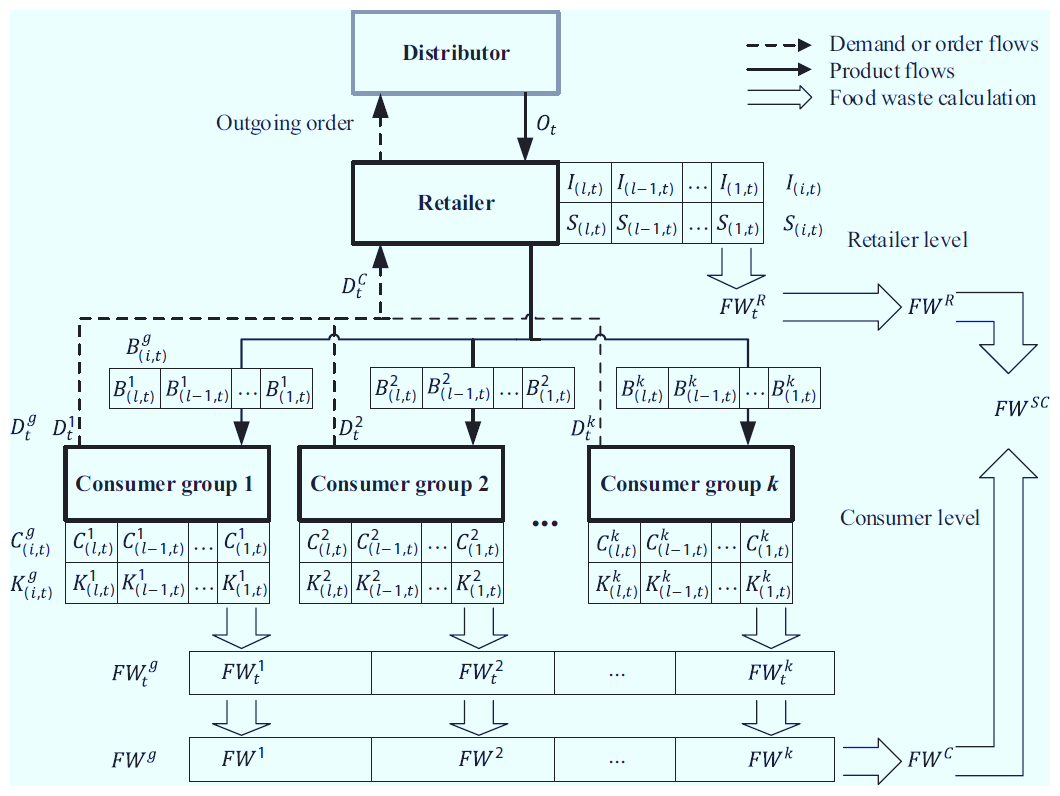 Distributor
Demand or order flows
Product flows
Food waste calculation
Outgoing order
O_t
Retailer
I_(l,t) I_(l−1,t) ... I_(1,t) I_(i,t)
S_(l,t) S_(l−1,t) ... S_(1,t) S_(i,t)
Retailer level
D_t^C
FW_t^R
FW^R
B_(i,t)^g
B_(l,t)^1 B_(l−1,t)^1 ... B_(1,t)^1
B_(l,t)^2 B_(l−1,t)^2 ... B_(1,t)^2
B_(l,t)^k B_(l−1,t)^k ... B_(1,t)^k
FW^SC
D_t^g
D_t^1
D_t^2
D_t^k
Consumer group 1
Consumer group 2
...
Consumer group k
Consumer level
C_(i,t)^g
C_(l,t)^1 C_(l−1,t)^1 ... C_(1,t)^1
C_(l,t)^2 C_(l−1,t)^2 ... C_(1,t)^2
C_(l,t)^k C_(l−1,t)^k ... C_(1,t)^k
K_(i,t)^g
K_(l,t)^1 K_(l−1,t)^1 ... K_(1,t)^1
K_(l,t)^2 K_(l−1,t)^2 ... K_(1,t)^2
K_(l,t)^k K_(l−1,t)^k ... K_(1,t)^k
FW_t^g FW_t^1 FW_t^2 ... FW_t^k
FW^g FW^1 FW^2 ... FW^k
FW^C